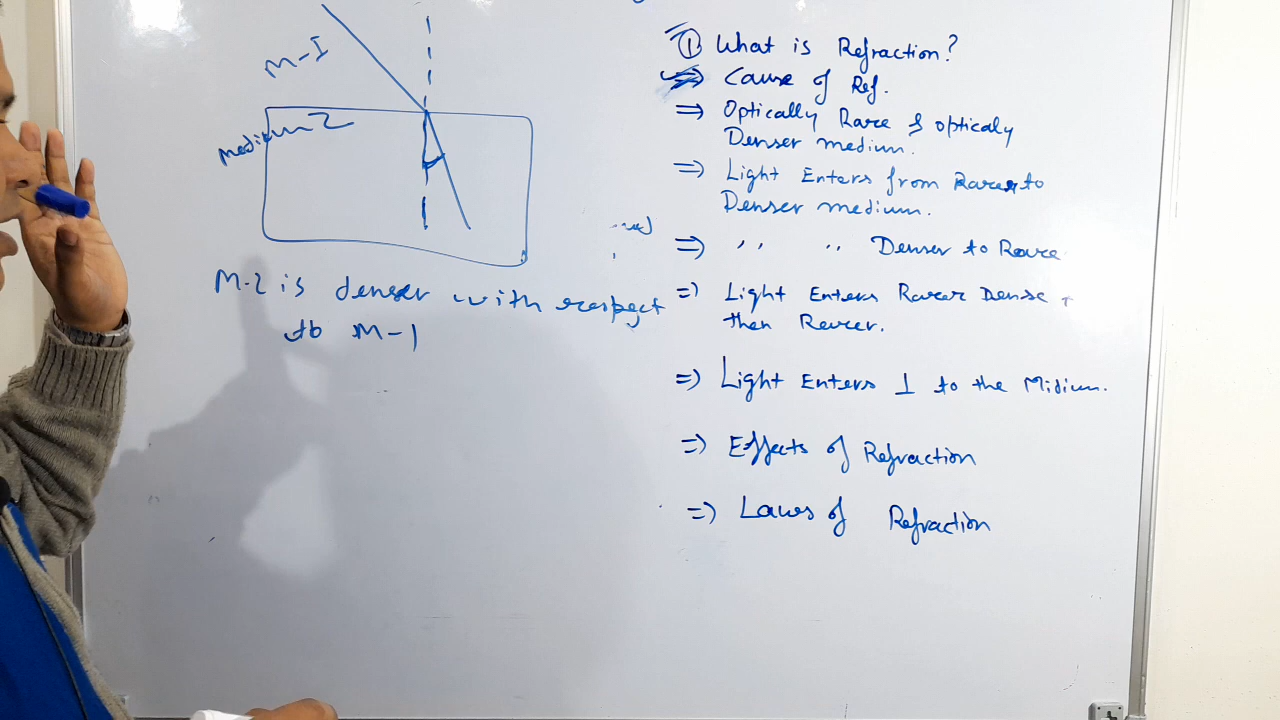 M-I
medium 2
M-2 is denser with respect
to M-1
① What is Refraction?
⇒ Cause of Ref.
⇒ Optically Rare & opticaly
Denser medium.
⇒ Light Enters from Rarer to
Denser medium.
⇒ ,, ,, Denser to Rarer
⇒ Light Enters Rarer Dense +
then Rarer.
⇒ Light Enters ⊥ to the Midium.
⇒ Effects of Refraction
⇒ Laws of Refraction